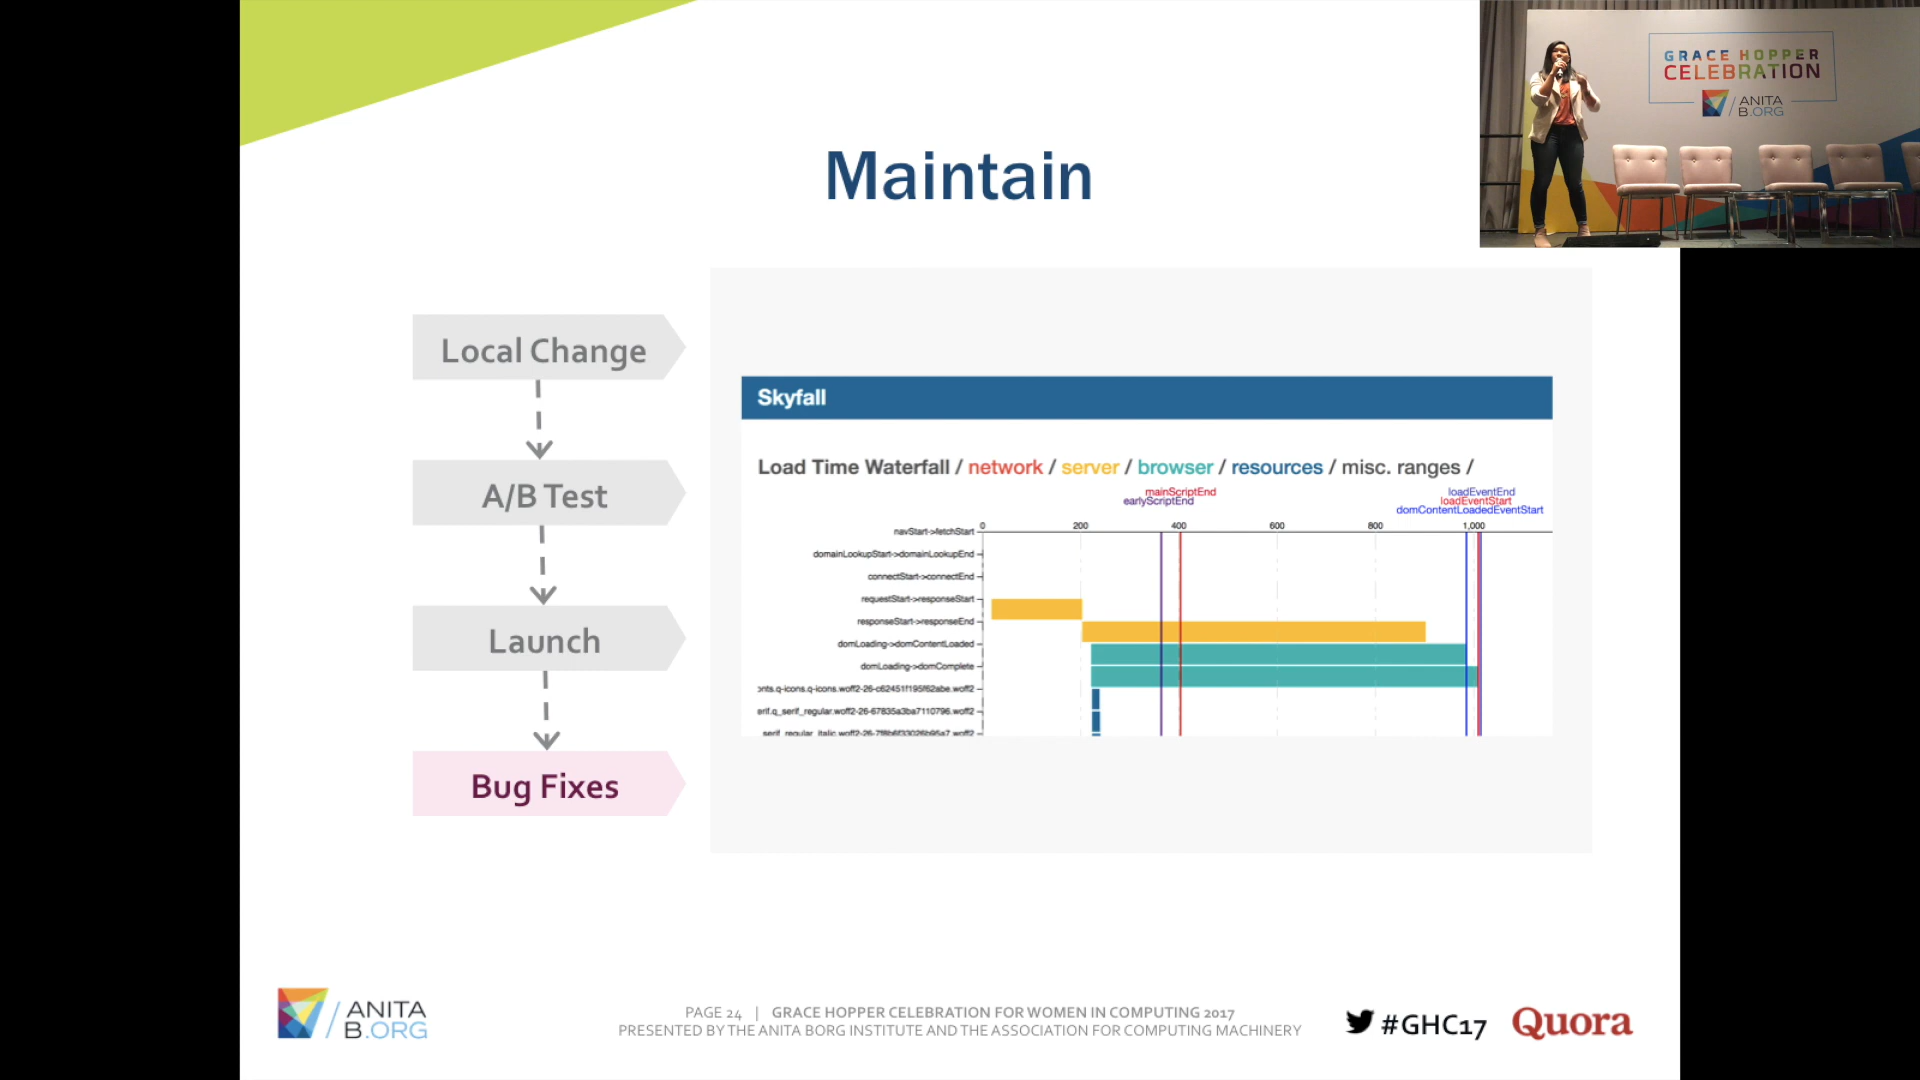 Maintain
GRACE HOPPER
CELEBRATION
ANITA
B.ORG
Local Change
A/B Test
Launch
Bug Fixes
Skyfall
Load Time Waterfall / network / server / browser / resources / misc. ranges /
mainScriptEnd
earlyScriptEnd
loadEventEnd
loadEventStart
domContentLoadedEventStart
0 200 400 600 800 1,000
navStart->fetchStart
domainLookupStart->domainLookupEnd
connectStart->connectEnd
requestStart->responseStart
responseStart->responseEnd
domLoading->domContentLoaded
domLoading->domComplete
ANITA
B.ORG
PAGE 24 | GRACE HOPPER CELEBRATION FOR WOMEN IN COMPUTING 2017
PRESENTED BY THE ANITA BORG INSTITUTE AND THE ASSOCIATION FOR COMPUTING MACHINERY
#GHC17
Quora